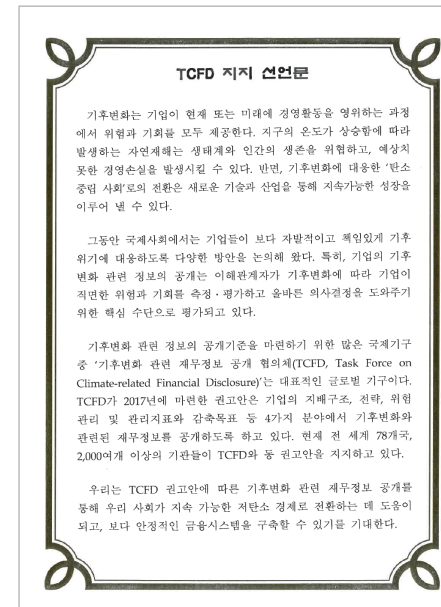 TCFD 지지 선언문
기후변화는 기업이 현재 또는 미래에 경영활동을 영위하는 과정
에서 위험과 기회를 모두 제공한다. 지구의 온도가 상승함에 따라
발생하는 자연재해는 생태계와 인간의 생존을 위협하고, 예상치
못한 경영손실을 발생시킬 수 있다. 반면, 기후변화에 대응한 ‘탄소
중립 사회’로의 전환은 새로운 기술과 산업을 통해 지속가능한 성장을
이루어 낼 수 있다.
그동안 국제사회에서는 기업들이 보다 자발적이고 책임있게 기후
위기에 대응하도록 다양한 방안을 논의해 왔다. 특히, 기업의 기후
변화 관련 정보의 공개는 이해관계자가 기후변화에 따라 기업이
직면한 위험과 기회를 측정·평가하고 올바른 의사결정을 도와주기
위한 핵심 수단으로 평가되고 있다.
기후변화 관련 정보의 공개기준을 마련하기 위한 많은 국제기구
중 ‘기후변화 관련 재무정보 공개 협의체(TCFD, Task Force on
Climate-related Financial Disclosure)’는 대표적인 글로벌 기구이다.
TCFD가 2017년에 마련한 권고안은 기업의 지배구조, 전략, 위험
관리 및 관리지표와 감축목표 등 4가지 분야에서 기후변화와
관련된 재무정보를 공개하도록 하고 있다. 현재 전 세계 78개국,
2,000여개 이상의 기관들이 TCFD와 동 권고안을 지지하고 있다.
우리는 TCFD 권고안에 따른 기후변화 관련 재무정보 공개를
통해 우리 사회가 지속 가능한 저탄소 경제로 전환하는 데 도움이
되고, 보다 안정적인 금융시스템을 구축할 수 있기를 기대한다.